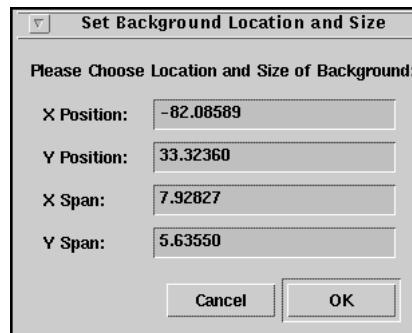 Set Background Location and Size
Please Choose Location and Size of Background:
X Position: -82.08589
Y Position: 33.32360
X Span: 7.92827
Y Span: 5.63550
Cancel OK